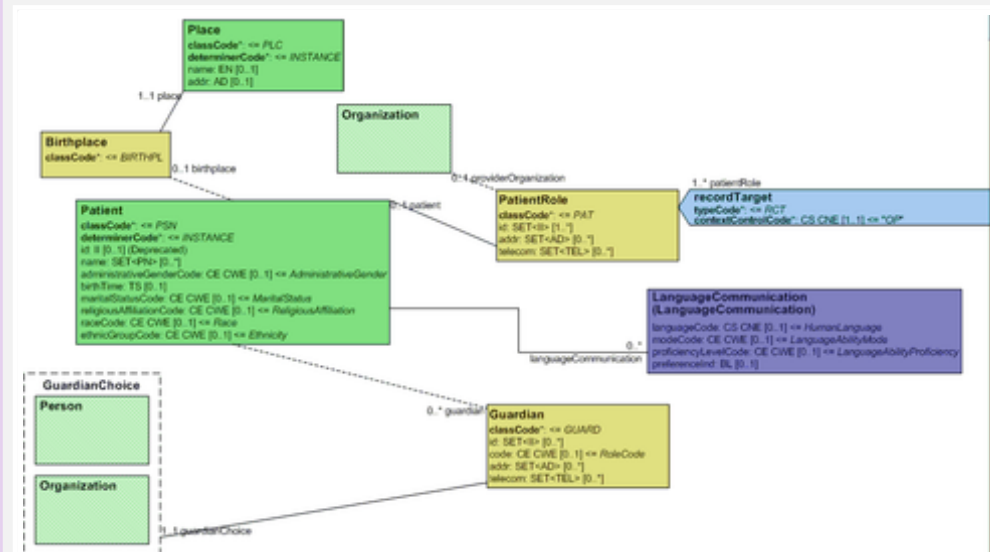 Place
classCode*: <= PLC
determinerCode*: <= INSTANCE
name: EN [0..1]
addr: AD [0..1]
1..1 place
Organization
Birthplace
classCode*: <= BIRTHPL
0..1 birthplace
0..1 providerOrganization
1..* patientRole
recordTarget
typeCode*: <= RCT
contextControlCode*: CS CNE [1..1] <= "OP"
PatientRole
classCode*: <= PAT
id: SET<II> [1..*]
addr: SET<AD> [0..*]
telecom: SET<TEL> [0..*]
0..1 patient
Patient
classCode*: <= PSN
determinerCode*: <= INSTANCE
id: II [0..1] (Deprecated)
name: SET<PN> [0..*]
administrativeGenderCode: CE CWE [0..1] <= AdministrativeGender
birthTime: TS [0..1]
maritalStatusCode: CE CWE [0..1] <= MaritalStatus
religiousAffiliationCode: CE CWE [0..1] <= ReligiousAffiliation
raceCode: CE CWE [0..1] <= Race
ethnicGroupCode: CE CWE [0..1] <= Ethnicity
LanguageCommunication
(LanguageCommunication)
languageCode: CS CNE [0..1] <= HumanLanguage
modeCode: CE CWE [0..1] <= LanguageAbilityMode
proficiencyLevelCode: CE CWE [0..1] <= LanguageAbilityProficiency
preferenceInd: BL [0..1]
0..*
languageCommunication
GuardianChoice
Person
Organization
0..* guardian
Guardian
classCode*: <= GUARD
id: SET<II> [0..*]
code: CE CWE [0..1] <= RoleCode
addr: SET<AD> [0..*]
telecom: SET<TEL> [0..*]
1..1 guardianChoice